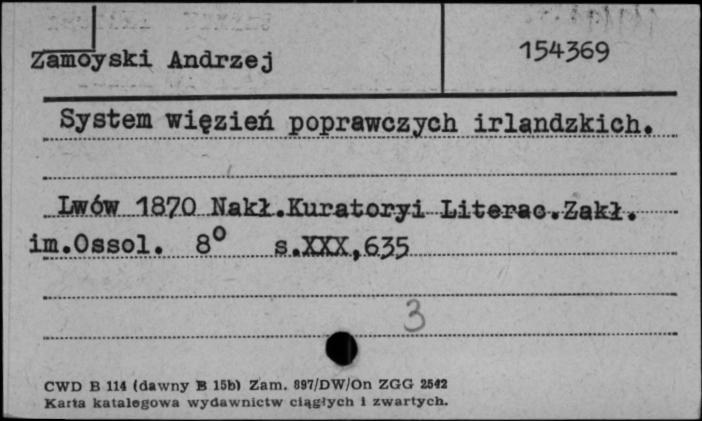 Zamoyski Andrzej
154369
System więzień poprawczych irlandzkich.
Lwów 1870 Nakł.Kuratoryi Literac.Zakł.
im.Ossol. 8° s.XXX,635
3
CWD B 114 (dawny B 15b) Zam. 897/DW/On ZGG 2542
Karta katalogowa wydawnictw ciągłych i zwartych.